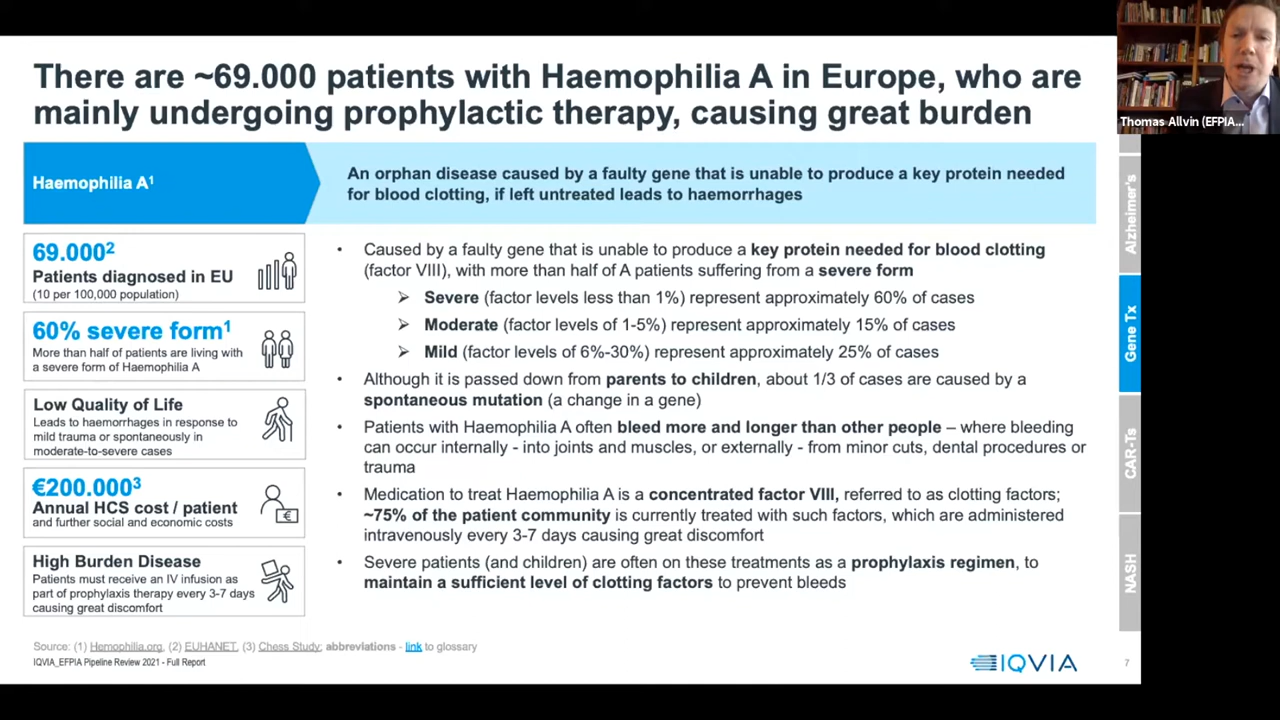 There are ~69.000 patients with Haemophilia A in Europe, who are
mainly undergoing prophylactic therapy, causing great burden
Thomas Allvin (EFPIA...
Haemophilia A1
An orphan disease caused by a faulty gene that is unable to produce a key protein needed
for blood clotting, if left untreated leads to haemorrhages
69.0002
Patients diagnosed in EU
(10 per 100,000 population)
60% severe form1
More than half of patients are living with
a severe form of Haemophilia A
Low Quality of Life
Leads to haemorrhages in response to
mild trauma or spontaneously in
moderate-to-severe cases
€200.0003
Annual HCS cost / patient
and further social and economic costs
High Burden Disease
Patients must receive an IV infusion as
part of prophylaxis therapy every 3-7 days
causing great discomfort
• Caused by a faulty gene that is unable to produce a key protein needed for blood clotting
(factor VIII), with more than half of A patients suffering from a severe form
➢ Severe (factor levels less than 1%) represent approximately 60% of cases
➢ Moderate (factor levels of 1-5%) represent approximately 15% of cases
➢ Mild (factor levels of 6%-30%) represent approximately 25% of cases
• Although it is passed down from parents to children, about 1/3 of cases are caused by a
spontaneous mutation (a change in a gene)
• Patients with Haemophilia A often bleed more and longer than other people – where bleeding
can occur internally - into joints and muscles, or externally - from minor cuts, dental procedures or
trauma
• Medication to treat Haemophilia A is a concentrated factor VIII, referred to as clotting factors;
~75% of the patient community is currently treated with such factors, which are administered
intravenously every 3-7 days causing great discomfort
• Severe patients (and children) are often on these treatments as a prophylaxis regimen, to
maintain a sufficient level of clotting factors to prevent bleeds
Alzheimer's
Gene Tx
CAR-Ts
NASH
Source: (1) Hemophilia.org, (2) EUHANET, (3) Chess Study; abbreviations - link to glossary
IQVIA_EFPIA Pipeline Review 2021 - Full Report
IQVIA
7